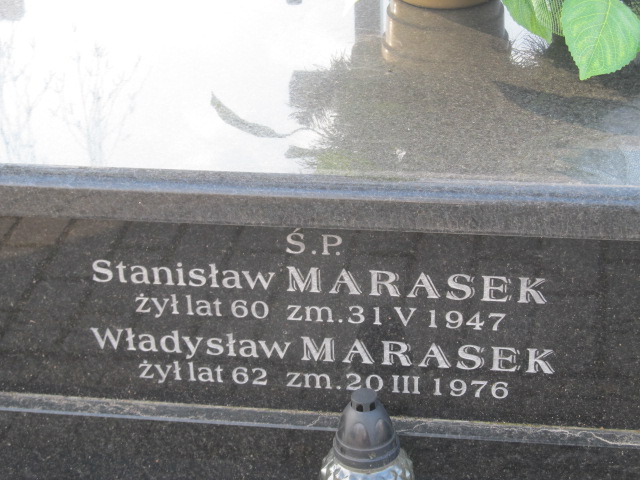 Ś.P.
Stanisław MARASEK
żył lat 60 zm. 31 V 1947
Władysław MARASEK
żył lat 62 zm. 20 III 1976